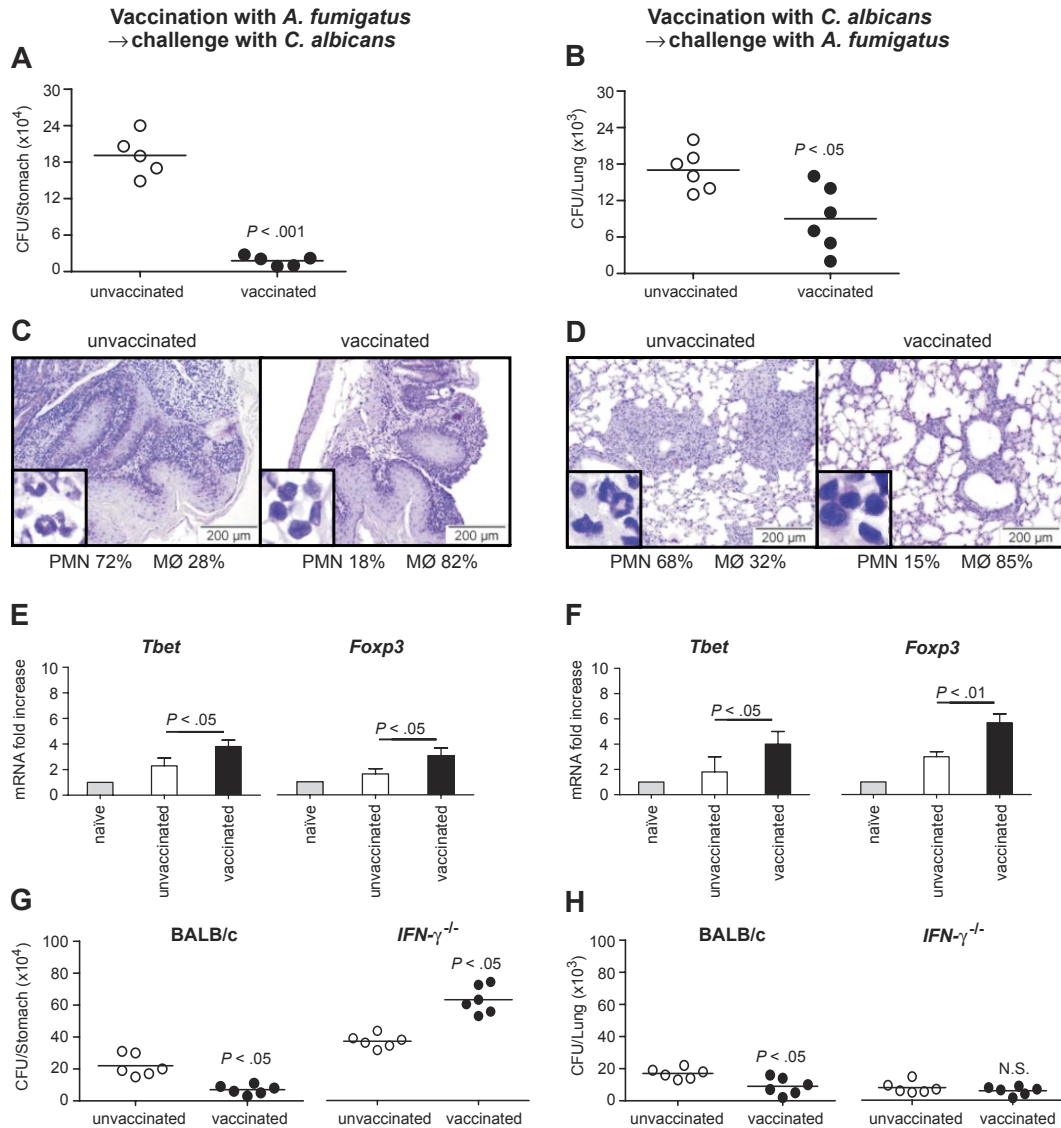 Vaccination with A. fumigatus
→challenge with C. albicans
Vaccination with C. albicans
→challenge with A. fumigatus
A
CFU/Stomach (x10⁴)
30
24
18
12
6
0
P < .001
unvaccinated
vaccinated
B
CFU/Lung (x10³)
30
24
18
12
6
0
P < .05
unvaccinated
vaccinated
C
unvaccinated
vaccinated
200 µm
200 µm
PMN 72% MØ 28%
PMN 18% MØ 82%
D
unvaccinated
vaccinated
200 µm
200 µm
PMN 68% MØ 32%
PMN 15% MØ 85%
E
Tbet
Foxp3
mRNA fold increase
10
8
6
4
2
0
P < .05
P < .05
naïve
unvaccinated
vaccinated
naïve
unvaccinated
vaccinated
F
Tbet
Foxp3
mRNA fold increase
10
8
6
4
2
0
P < .05
P < .01
naïve
unvaccinated
vaccinated
naïve
unvaccinated
vaccinated
G
BALB/c
IFN-γ⁻/⁻
CFU/Stomach (x10⁴)
100
80
60
40
20
0
P < .05
P < .05
unvaccinated
vaccinated
unvaccinated
vaccinated
H
BALB/c
IFN-γ⁻/⁻
CFU/Lung (x10³)
100
80
60
40
20
0
P < .05
N.S.
unvaccinated
vaccinated
unvaccinated
vaccinated